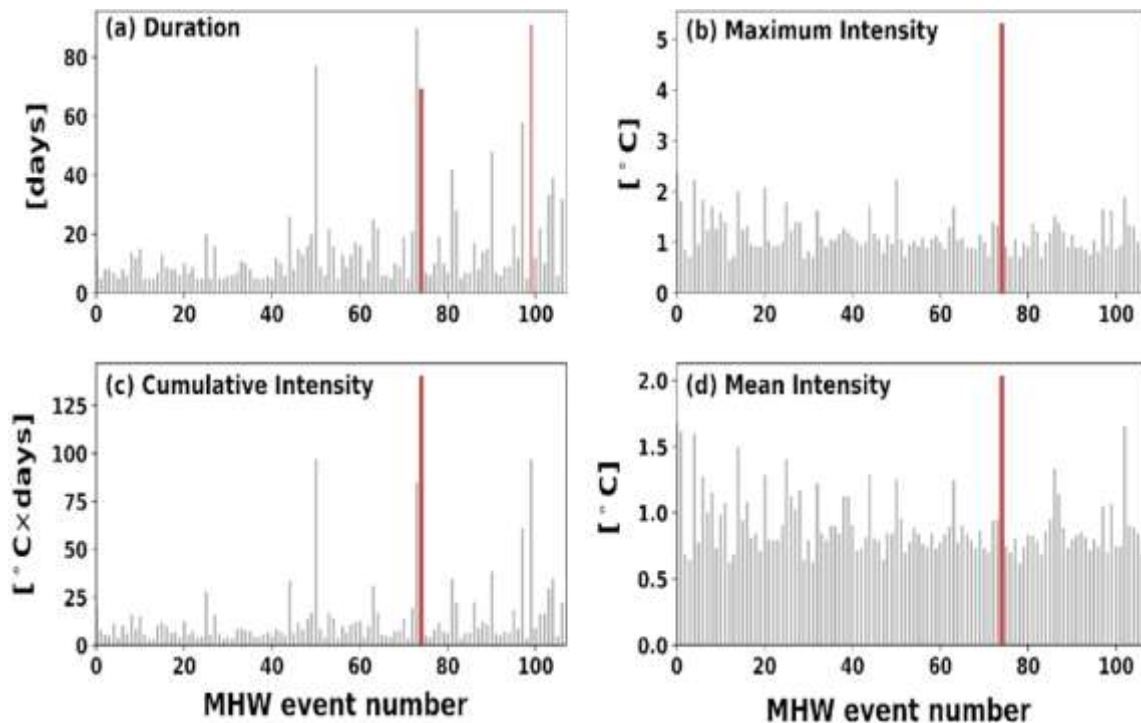 (a) Duration
[days]
80
60
40
20
0
0 20 40 60 80 100
(b) Maximum Intensity
[°C]
5
4
3
2
1
0
0 20 40 60 80 100
(c) Cumulative Intensity
[°C×days]
125
100
75
50
25
0
0 20 40 60 80 100
MHW event number
(d) Mean Intensity
[°C]
2.0
1.5
1.0
0.5
0.0
0 20 40 60 80 100
MHW event number